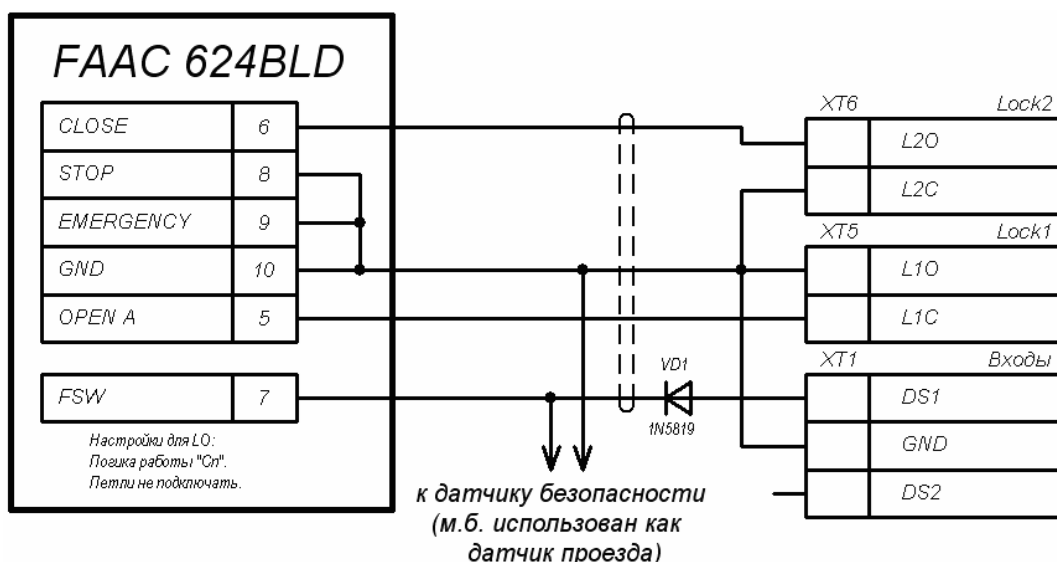 FAAC 624BLD
CLOSE 6
STOP 8
EMERGENCY 9
GND 10
OPEN A 5
FSW 7
Настройки для LO:
Логика работы "Cn".
Петли не подключать.
VD1
1N5819
к датчику безопасности
(м.б. использован как
датчик проезда)
XT6 Lock2
L2O
L2C
XT5 Lock1
L1O
L1C
XT1 Входы
DS1
GND
DS2